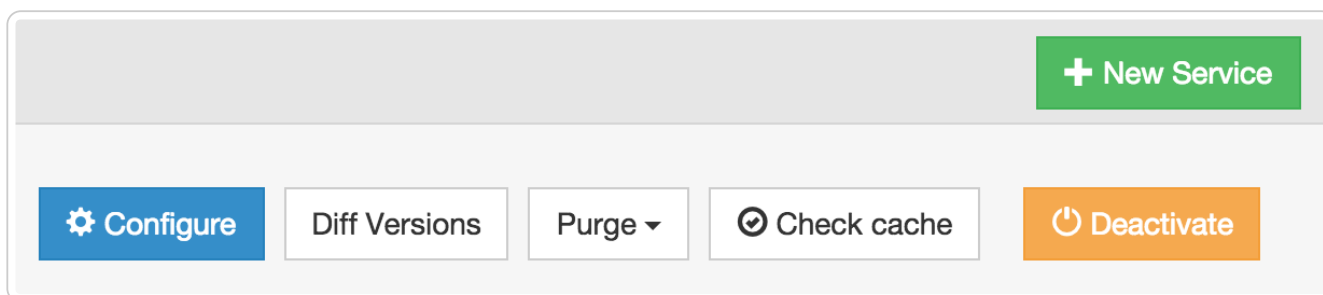 New Service
Configure
Diff Versions
Purge
Check cache
Deactivate